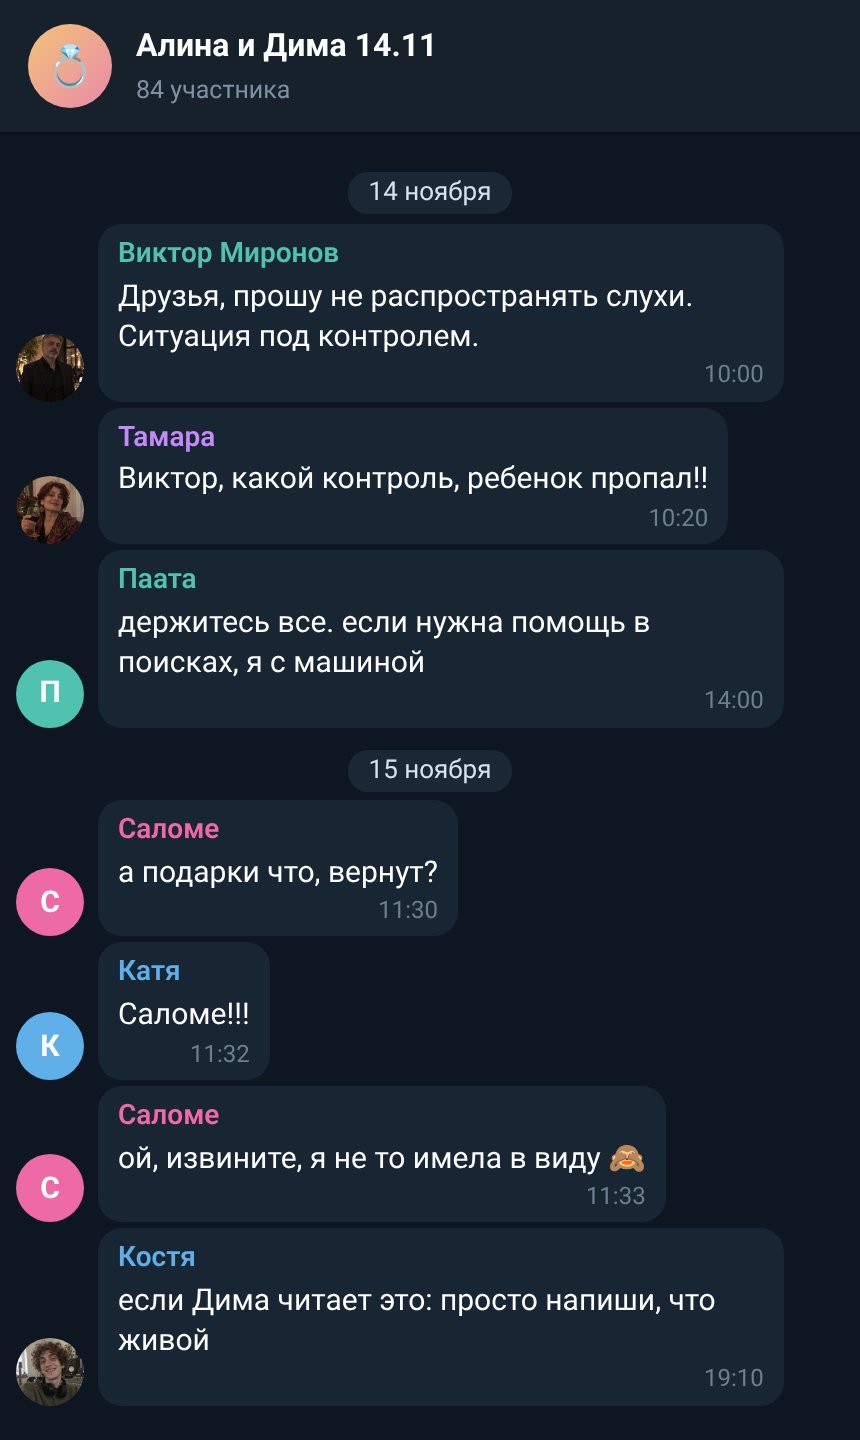 Алина и Дима 14.11
84 участника
14 ноября
Виктор Миронов
Друзья, прошу не распространять слухи.
Ситуация под контролем.
10:00
Тамара
Виктор, какой контроль, ребенок пропал!!
10:20
Паата
держитесь все. если нужна помощь в
поисках, я с машиной
14:00
П
15 ноября
Саломе
а подарки что, вернут?
11:30
С
Катя
Саломе!!!
11:32
К
Саломе
ой, извините, я не то имела в виду 🙈
11:33
С
Костя
если Дима читает это: просто напиши, что
живой
19:10